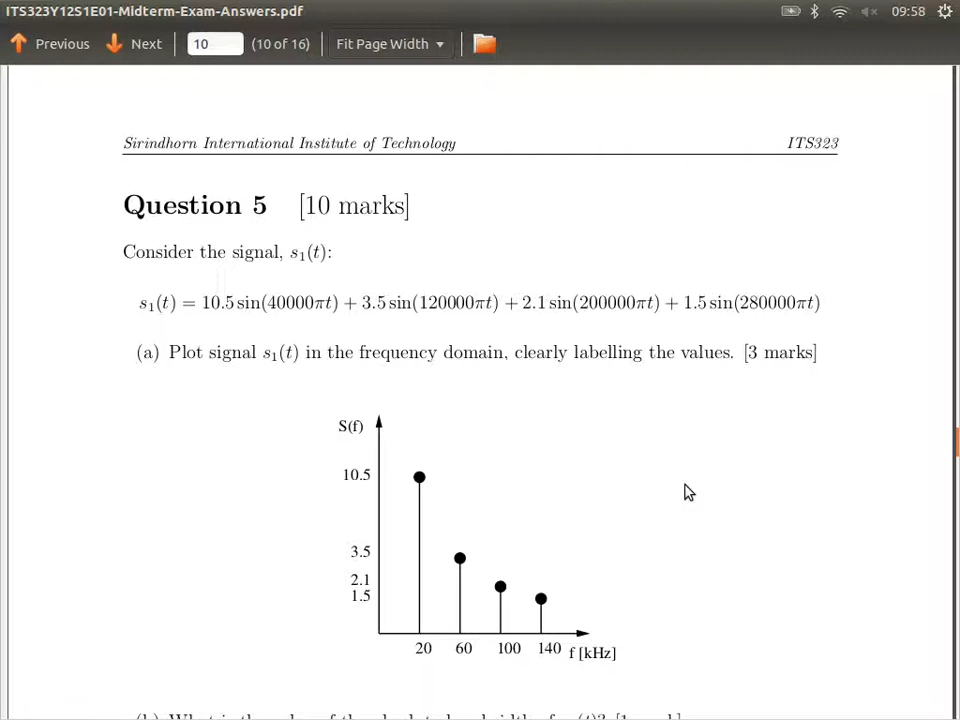 ITS323Y12S1E01-Midterm-Exam-Answers.pdf 09:58
Previous Next 10 (10 of 16) Fit Page Width
Sirindhorn International Institute of Technology ITS323
Question 5 [10 marks]
Consider the signal, s₁(t):
s₁(t) = 10.5 sin(40000πt) + 3.5 sin(120000πt) + 2.1 sin(200000πt) + 1.5 sin(280000πt)
(a) Plot signal s₁(t) in the frequency domain, clearly labelling the values. [3 marks]
S(f)
10.5
3.5
2.1
1.5
20 60 100 140 f [kHz]